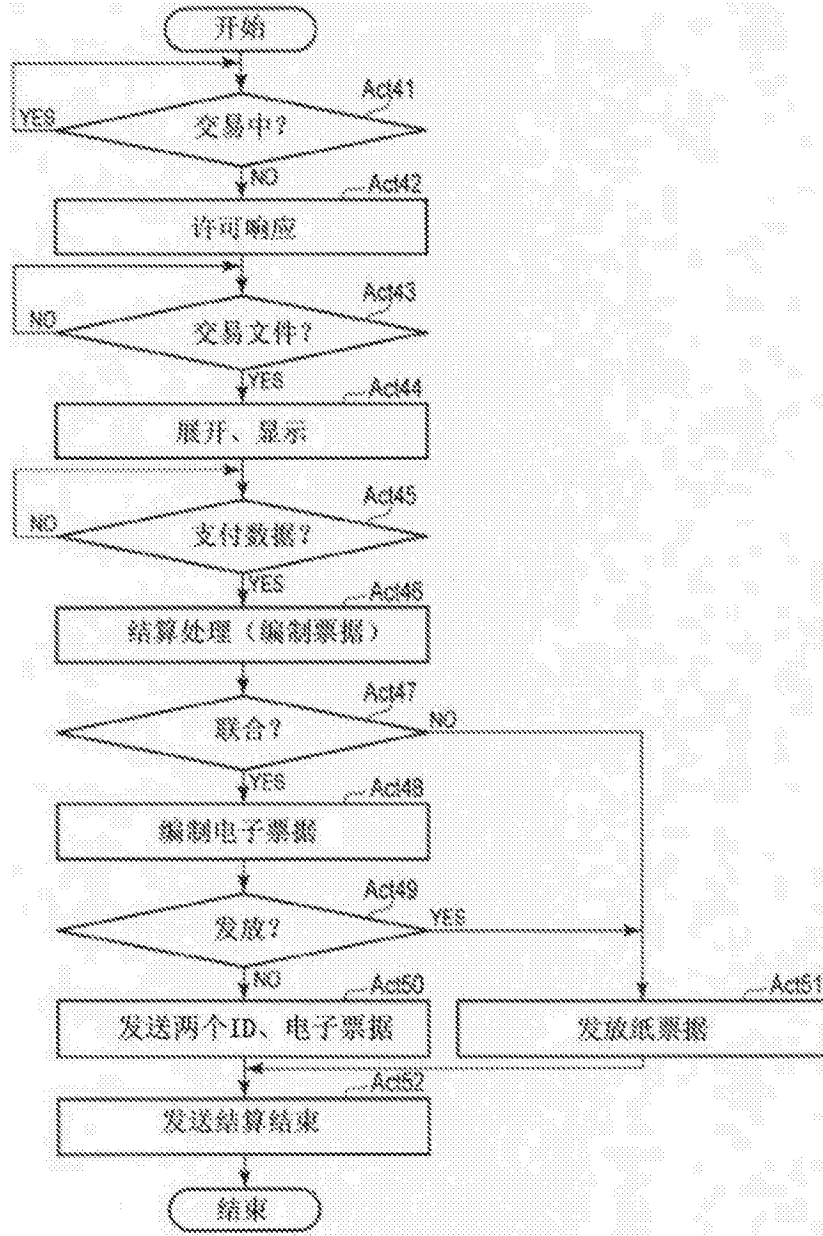 开始
Act41
YES
交易中?
NO
Act42
许可响应
Act43
NO
交易文件?
YES
Act44
展开、显示
Act45
NO
支付数据?
YES
Act46
结算处理(编制票据)
Act47
联合?
NO
YES
Act48
编制电子票据
Act49
发放?
YES
NO
Act50
发送两个ID、电子票据
Act51
发放纸票据
Act52
发送结算结束
结束